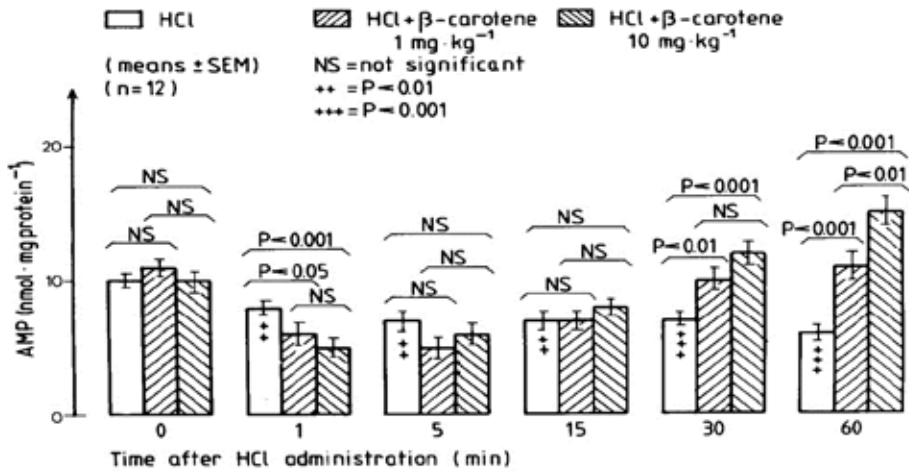 HCl
HCl + β-carotene
1 mg·kg⁻¹
HCl + β-carotene
10 mg·kg⁻¹
(means ± SEM)
(n = 12)
NS = not significant
++ = P < 0.01
+++ = P < 0.001
AMP (nmol·mg protein⁻¹)
20
10
0
NS
NS
NS
P < 0.001
P < 0.05
NS
++
NS
NS
NS
+++
NS
NS
NS
++
P < 0.001
NS
P < 0.01
+++
P < 0.001
P < 0.01
P < 0.001
+++
0 1 5 15 30 60
Time after HCl administration (min)